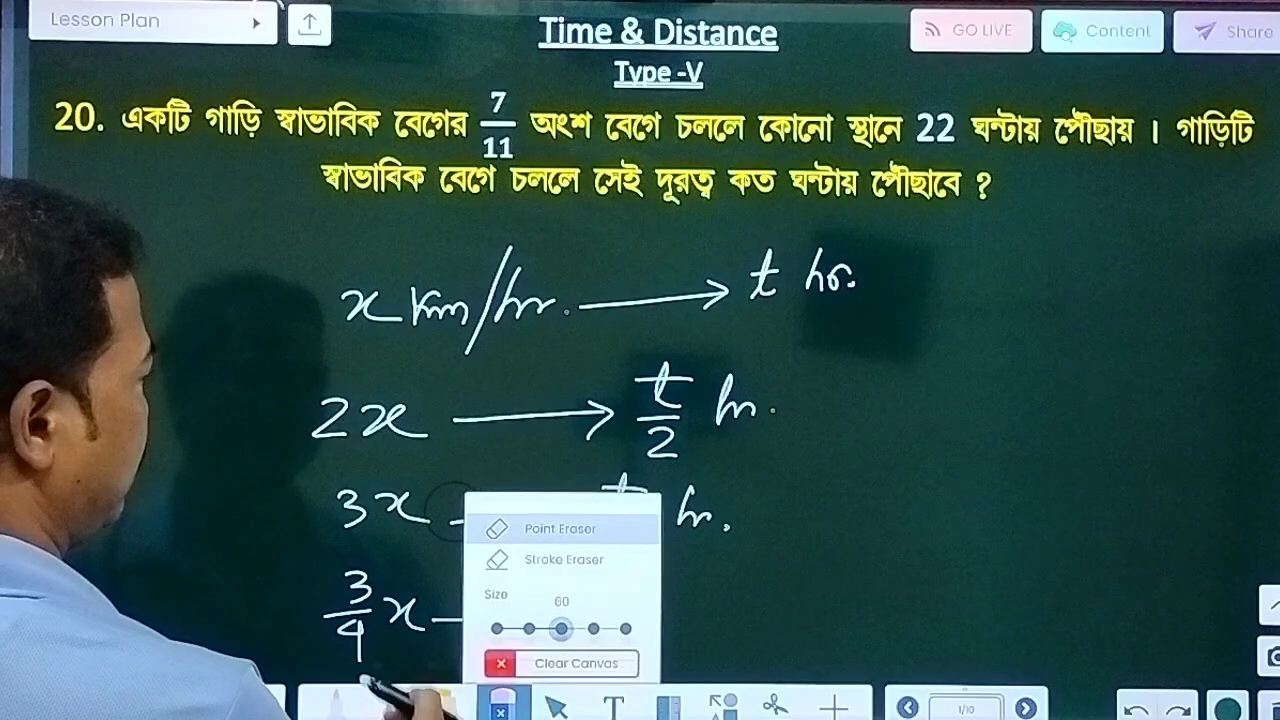 Lesson Plan
GO LIVE
Content
Share
Time & Distance
Type -V
20. একটি গাড়ি স্বাভাবিক বেগের 7/11 অংশ বেগে চললে কোনো স্থানে 22 ঘন্টায় পৌঁছায় । গাড়িটি
স্বাভাবিক বেগে চললে সেই দূরত্ব কত ঘন্টায় পৌঁছাবে ?
x km/hr. ⟶ t hr.
2x ⟶ t/2 hr.
3x hr.
3/4 x
Point Eraser
Stroke Eraser
Size
60
Clear Canvas
T
1/10